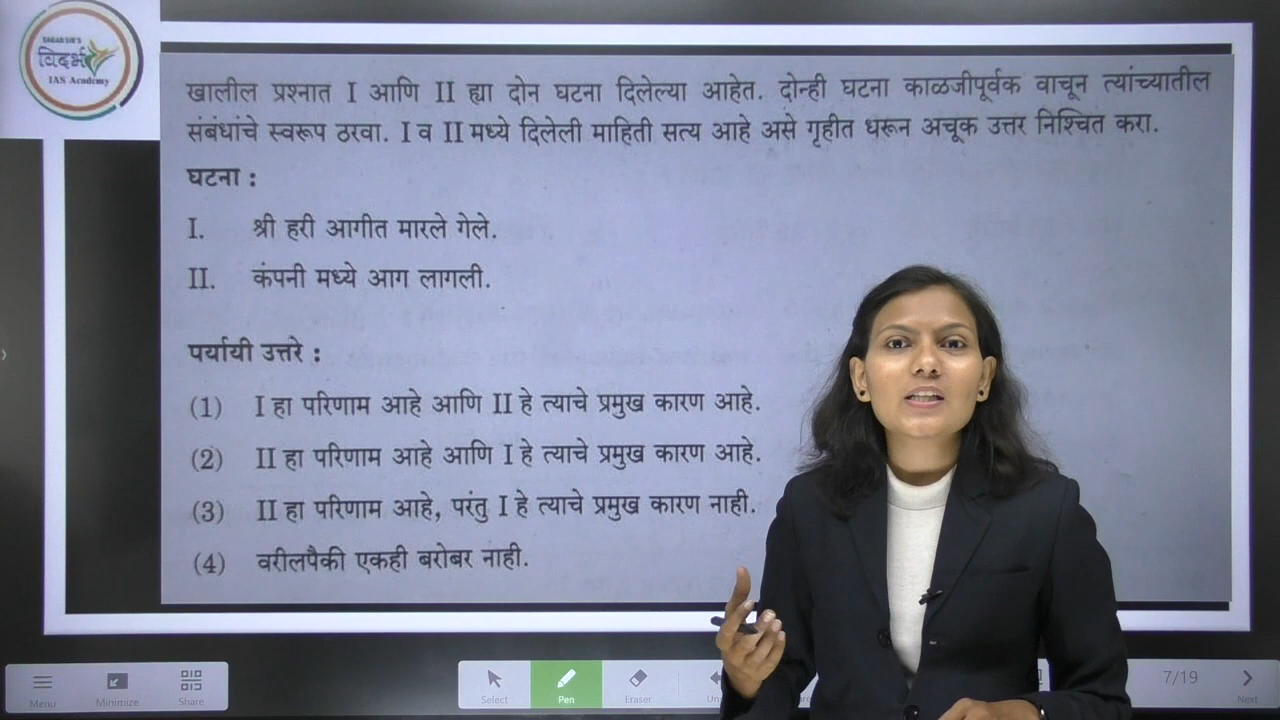 SAGAR SIR'S
विदर्भ
IAS Academy
खालील प्रश्नात I आणि II ह्या दोन घटना दिलेल्या आहेत. दोन्ही घटना काळजीपूर्वक वाचून त्यांच्यातील
संबंधांचे स्वरूप ठरवा. I व II मध्ये दिलेली माहिती सत्य आहे असे गृहीत धरून अचूक उत्तर निश्चित करा.
घटना :
I. श्री हरी आगीत मारले गेले.
II. कंपनी मध्ये आग लागली.
पर्यायी उत्तरे :
(1) I हा परिणाम आहे आणि II हे त्याचे प्रमुख कारण आहे.
(2) II हा परिणाम आहे आणि I हे त्याचे प्रमुख कारण आहे.
(3) II हा परिणाम आहे, परंतु I हे त्याचे प्रमुख कारण नाही.
(4) वरीलपैकी एकही बरोबर नाही.
Menu Minimize Share Select Pen Eraser 7/19 Next